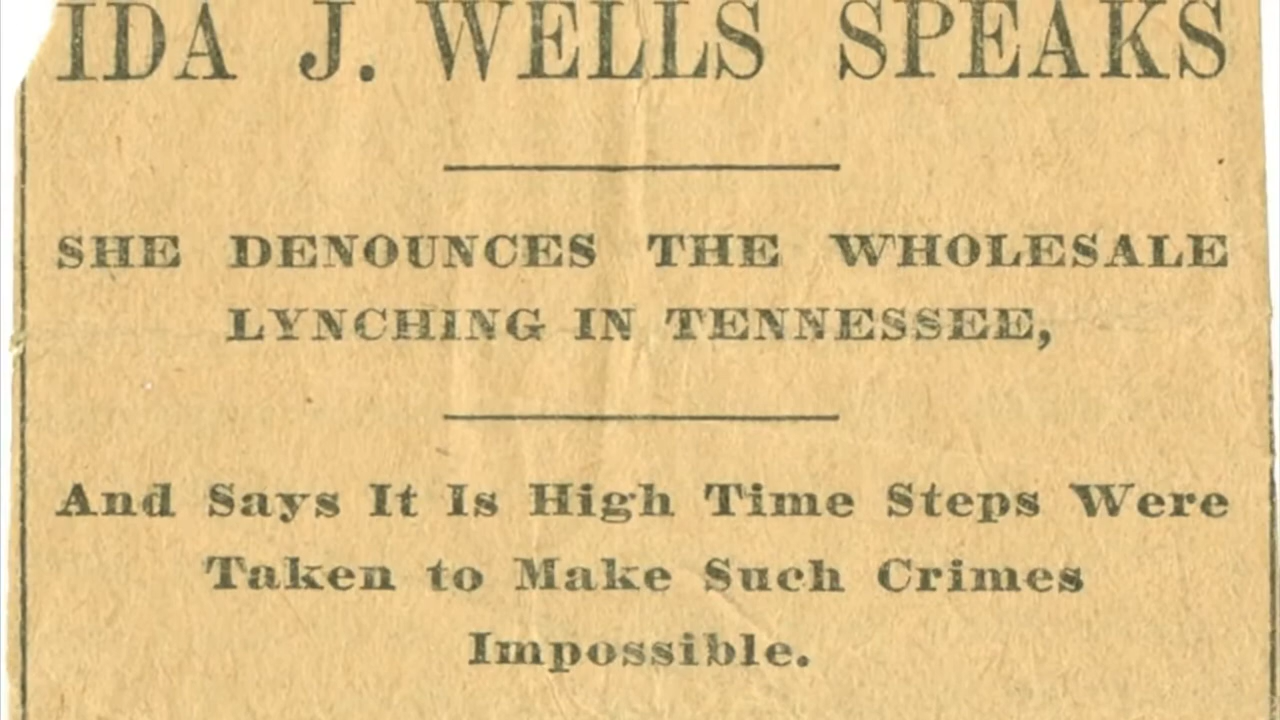 IDA J. WELLS SPEAKS
SHE DENOUNCES THE WHOLESALE
LYNCHING IN TENNESSEE,
And Says It Is High Time Steps Were
Taken to Make Such Crimes
Impossible.